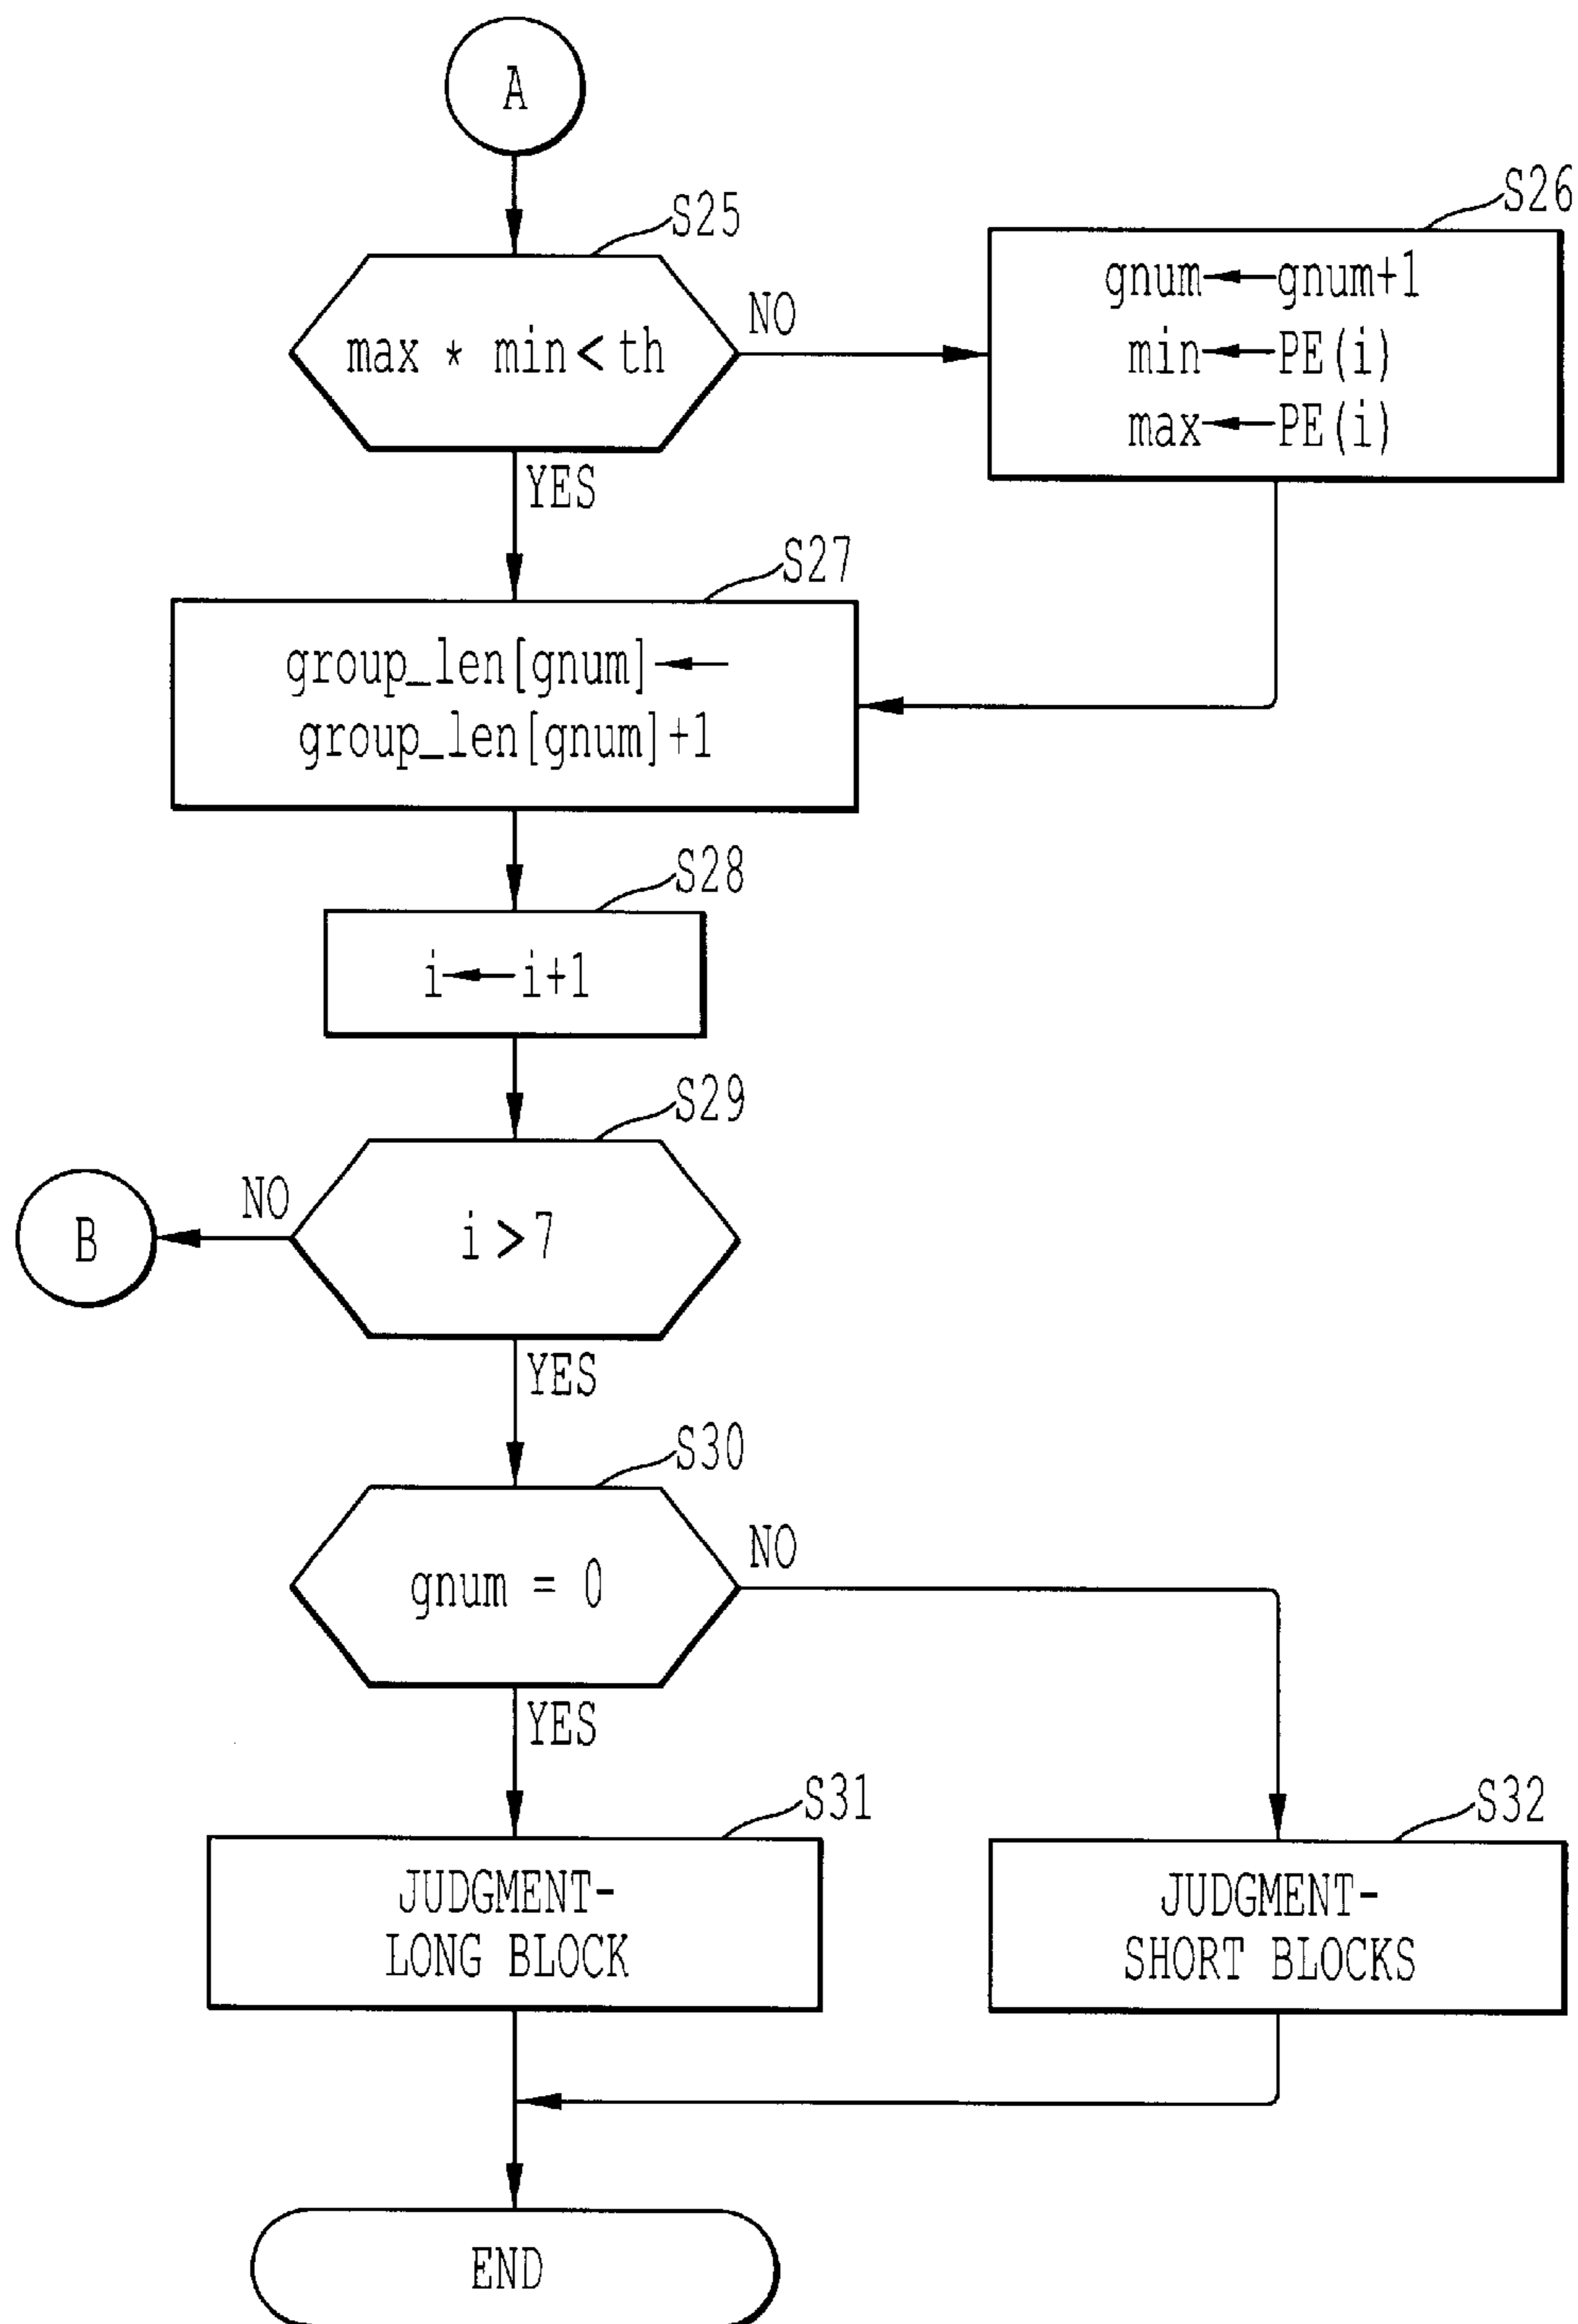 A
S25
max * min < th
NO
YES
S26
gnum←gnum+1
min←PE(i)
max←PE(i)
S27
group_len[gnum]←
group_len[gnum]+1
S28
i←i+1
S29
i > 7
NO
B
YES
S30
gnum = 0
NO
YES
S31
JUDGMENT-
LONG BLOCK
S32
JUDGMENT-
SHORT BLOCKS
END